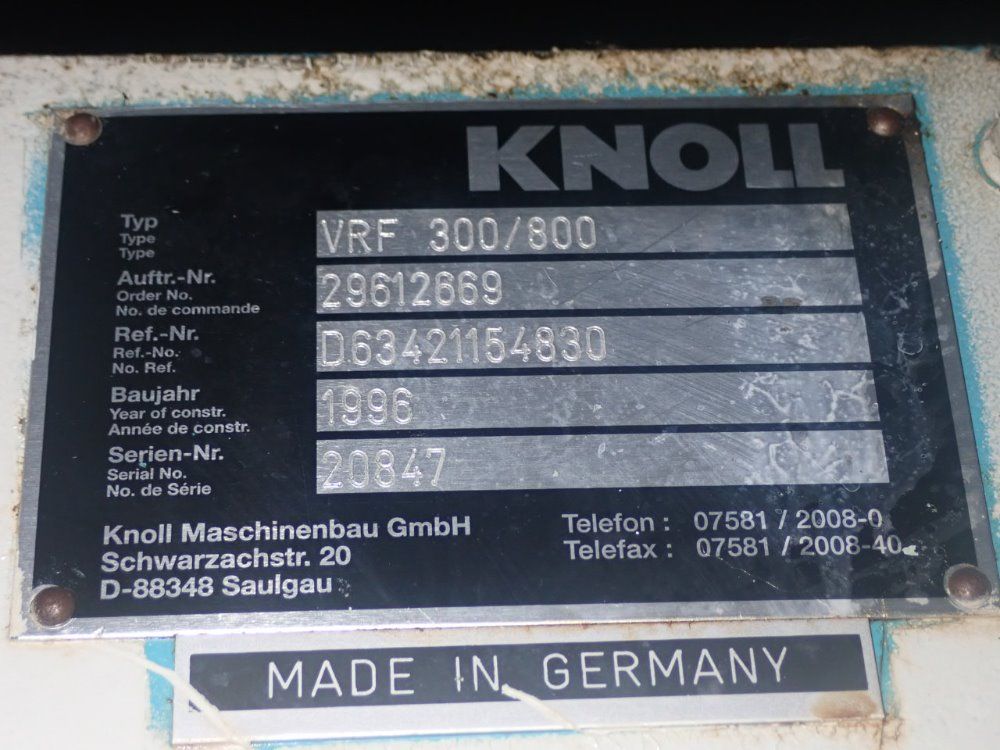 KNOLL
Typ
Type
Type
VRF 300/800
Auftr.-Nr.
Order No.
No. de commande
29612669
Ref.-Nr.
Ref.-No.
No. Ref.
D63421154830
Baujahr
Year of constr.
Année de constr.
1996
Serien-Nr.
Serial No.
No. de Série
20847
Knoll Maschinenbau GmbH
Schwarzachstr. 20
D-88348 Saulgau
Telefon : 07581 / 2008-0
Telefax : 07581 / 2008-40
MADE IN GERMANY